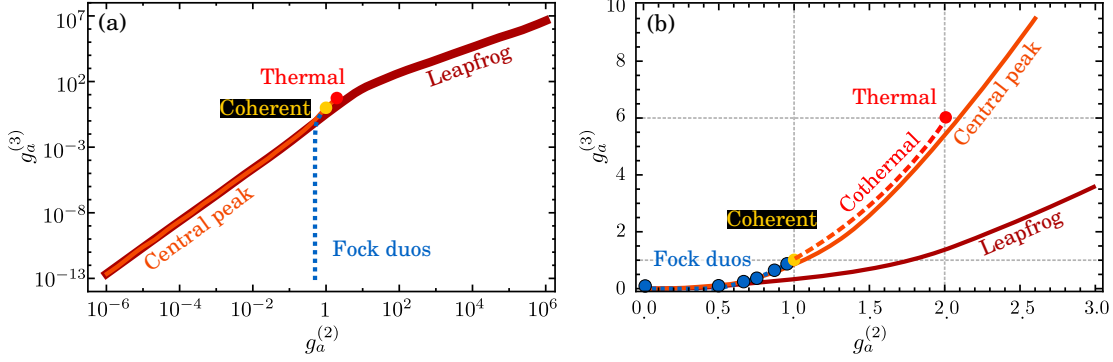 (a)
10^7
10^2
10^-3
10^-8
10^-13
g_a^(3)
Thermal
Coherent
Leapfrog
Central peak
Fock duos
10^-6
10^-4
10^-2
1
10^2
10^4
10^6
g_a^(2)
(b)
10
8
6
4
2
1
0
g_a^(3)
Thermal
Central peak
Cothermal
Coherent
Fock duos
Leapfrog
0.0
0.5
1.0
1.5
2.0
2.5
3.0
g_a^(2)